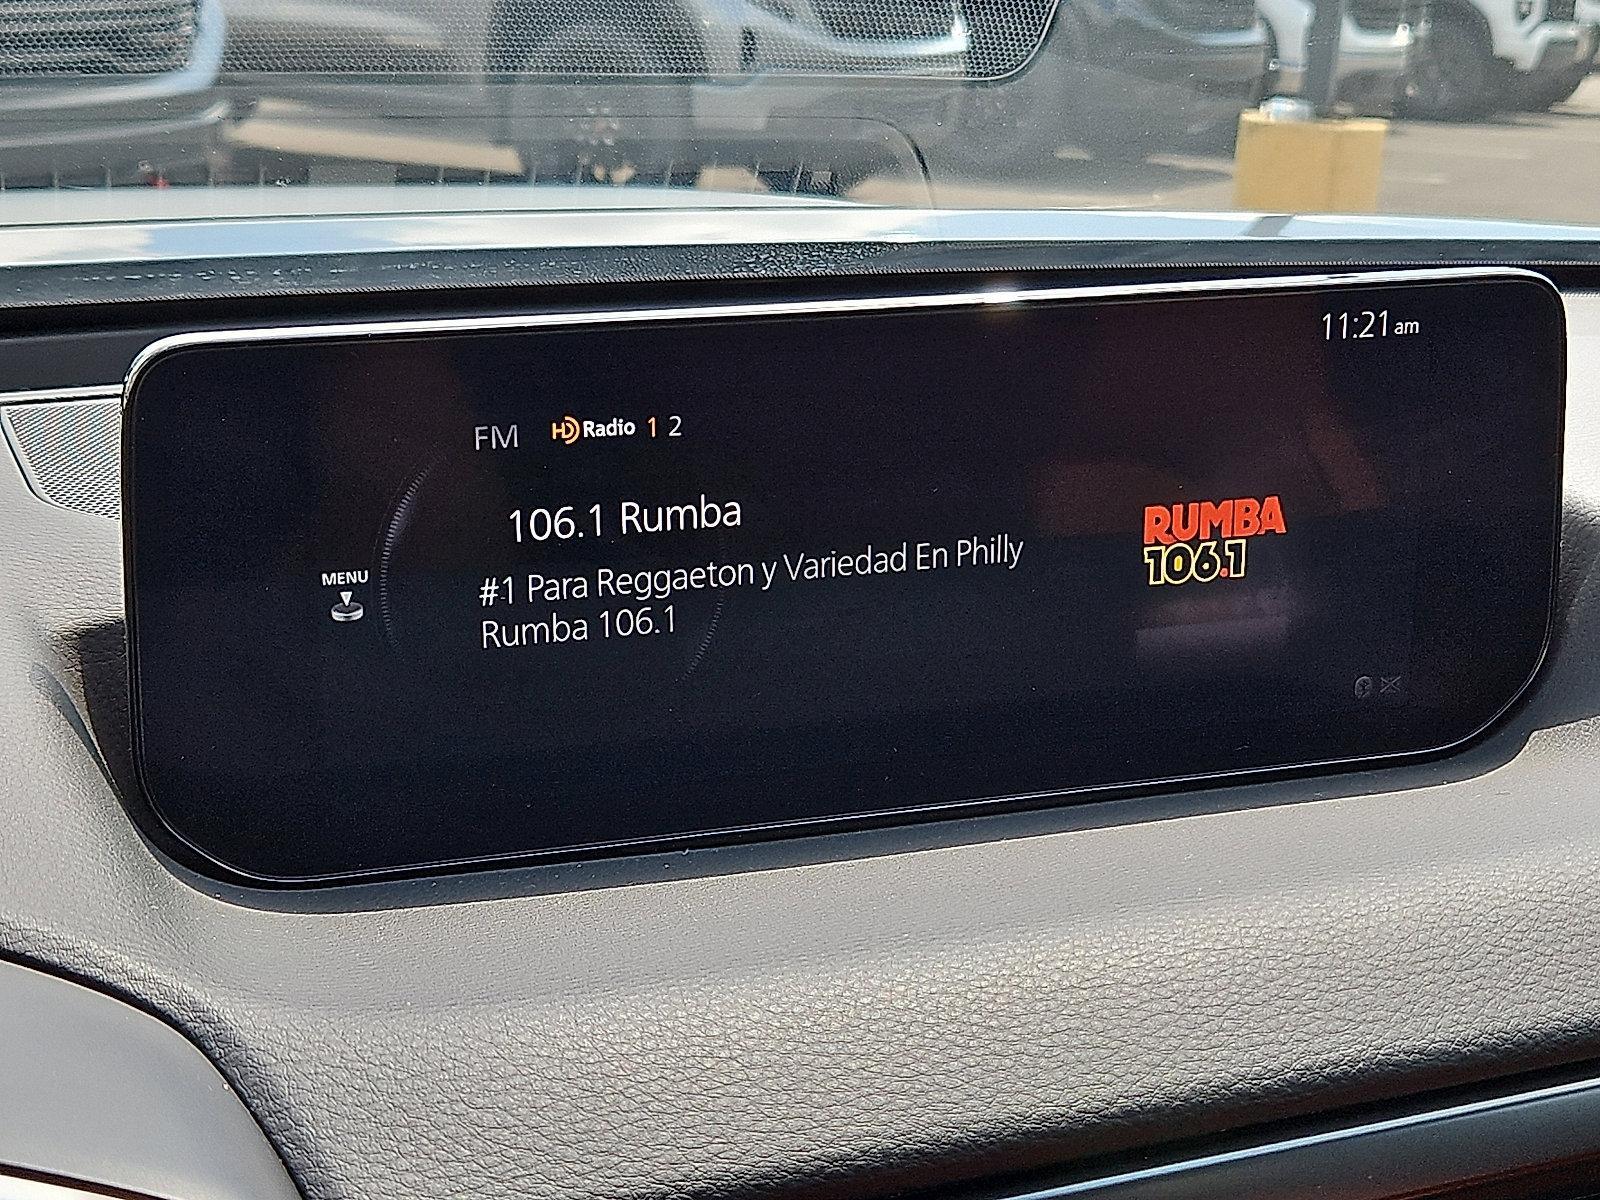 11:21 am
FM HD Radio 1 2
106.1 Rumba
#1 Para Reggaeton y Variedad En Philly
Rumba 106.1
MENU
RUMBA
106.1